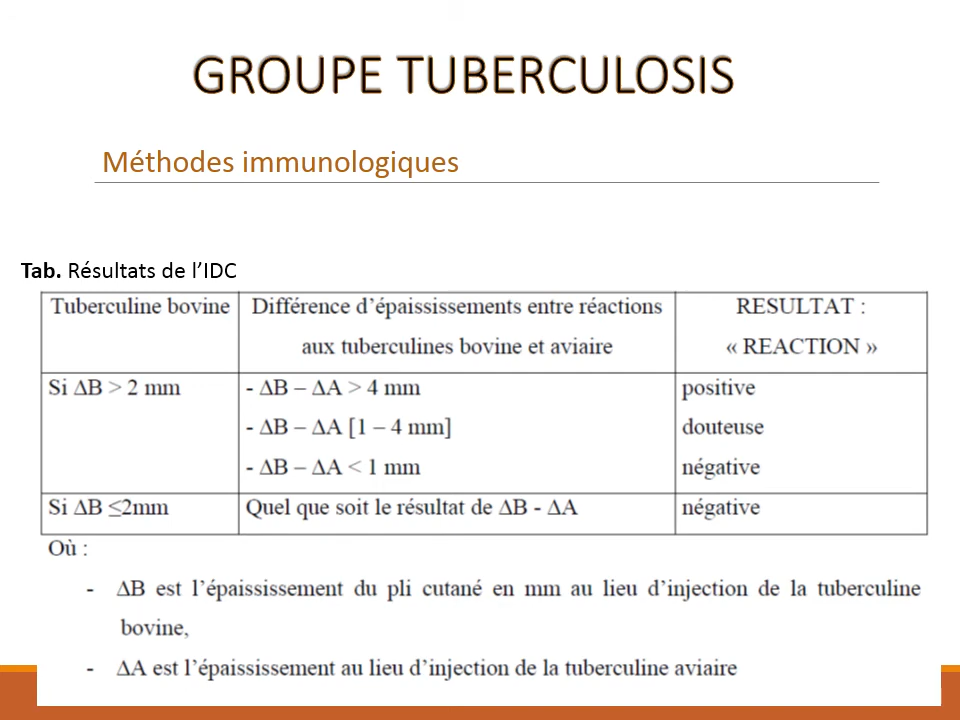 GROUPE TUBERCULOSIS
Méthodes immunologiques
Tab. Résultats de l’IDC
Tuberculine bovine
Différence d’épaississements entre réactions
aux tuberculines bovine et aviaire
RESULTAT :
« REACTION »
Si ΔB > 2 mm
- ΔB – ΔA > 4 mm
positive
- ΔB – ΔA [1 – 4 mm]
douteuse
- ΔB – ΔA < 1 mm
négative
Si ΔB ≤2mm
Quel que soit le résultat de ΔB - ΔA
négative
Où :
- ΔB est l’épaississement du pli cutané en mm au lieu d’injection de la tuberculine
bovine,
- ΔA est l’épaississement au lieu d’injection de la tuberculine aviaire